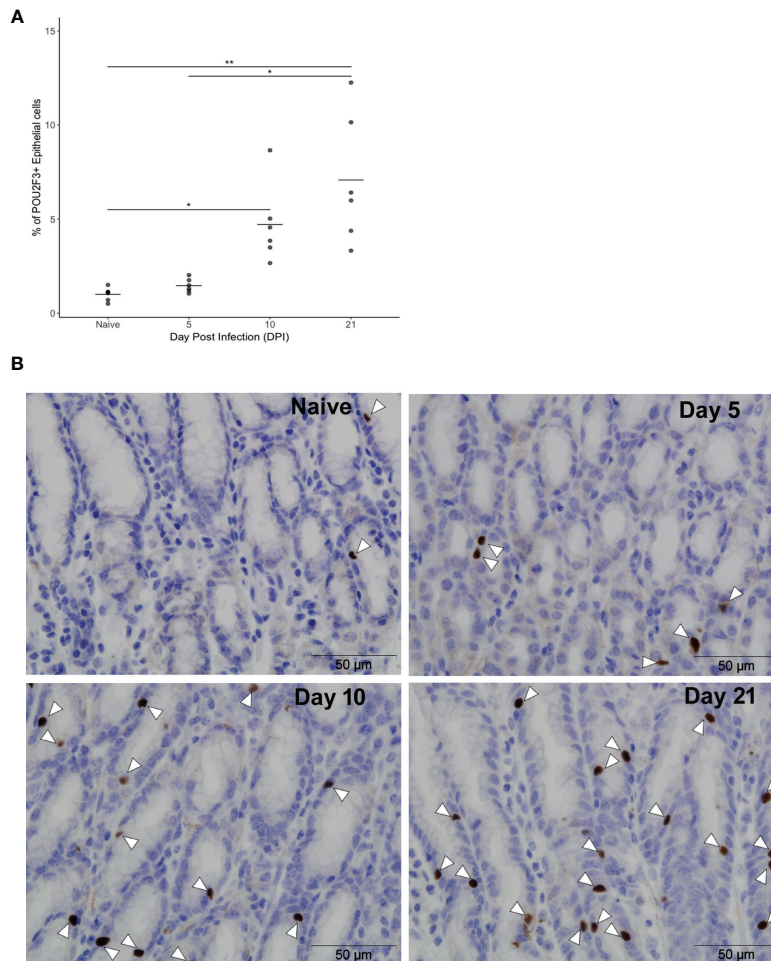 A
% of POU2F3+ Epithelial cells
15
**
*
10
5
*
0
Naive
5
10
21
Day Post Infection (DPI)
B
Naive
50 µm
Day 5
50 µm
Day 10
50 µm
Day 21
50 µm